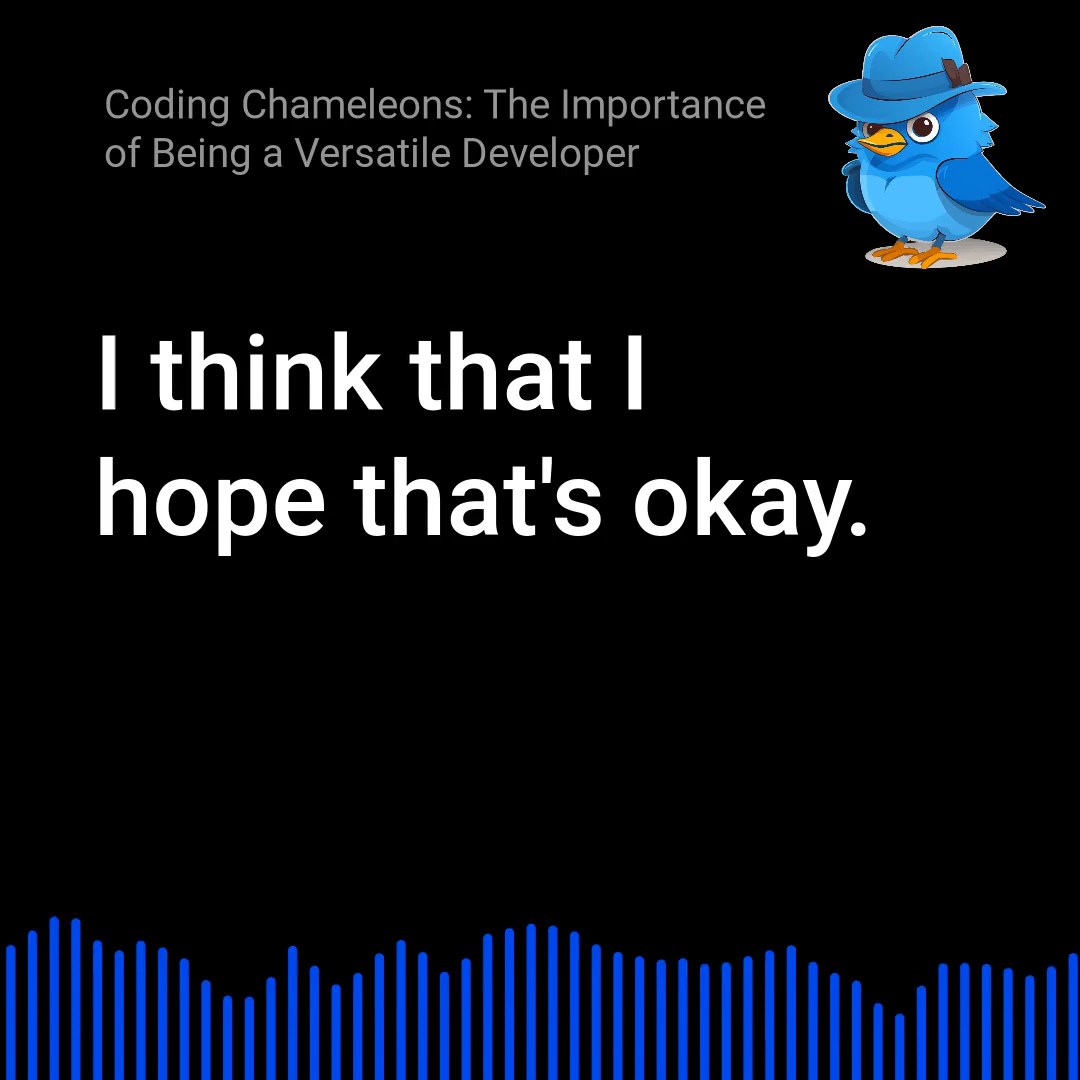 Coding Chameleons: The Importance
of Being a Versatile Developer
I think that I
hope that's okay.